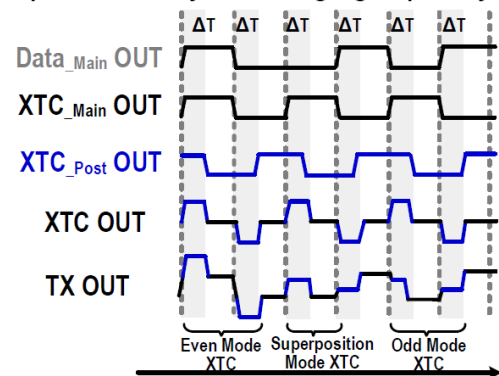 ΔT ΔT ΔT ΔT ΔT ΔT
Data_Main OUT
XTC_Main OUT
XTC_Post OUT
XTC OUT
TX OUT
Even Mode XTC
Superposition Mode XTC
Odd Mode XTC